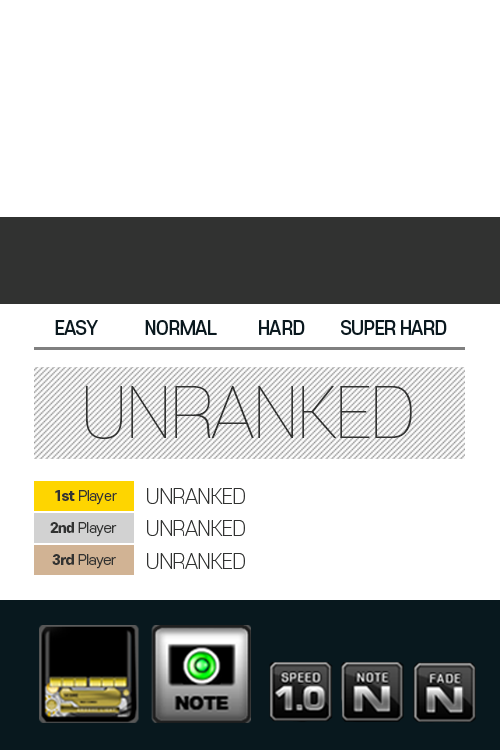 EASY NORMAL HARD SUPER HARD
UNRANKED
1st Player UNRANKED
2nd Player UNRANKED
3rd Player UNRANKED
NOTE
SPEED
1.0
NOTE
N
FADE
N